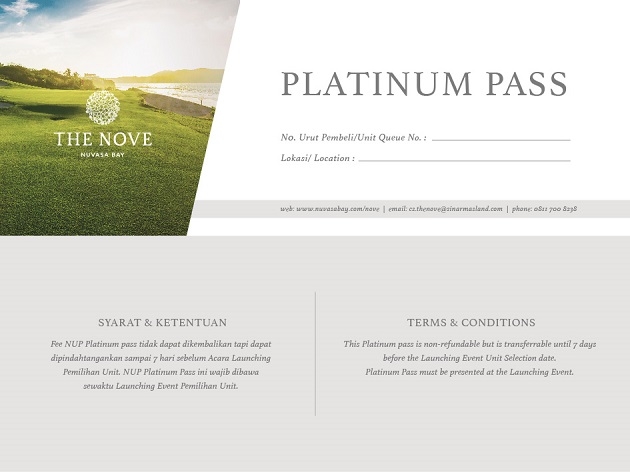 THE NOVE
NUVASA BAY
PLATINUM PASS
No. Urut Pembeli/Unit Queue No. :
Lokasi/ Location :
web: www.nuvasabay.com/nove | email: cc.thenove@sinarmasland.com | phone: 0811 700 8238
SYARAT & KETENTUAN
Fee NUP Platinum pass tidak dapat dikembalikan tapi dapat
dipindahtangankan sampai 7 hari sebelum Acara Launching
Pemilihan Unit. NUP Platinum Pass ini wajib dibawa
sewaktu Launching Event Pemilihan Unit.
TERMS & CONDITIONS
This Platinum pass is non-refundable but is transferrable until 7 days
before the Launching Event Unit Selection date.
Platinum Pass must be presented at the Launching Event.